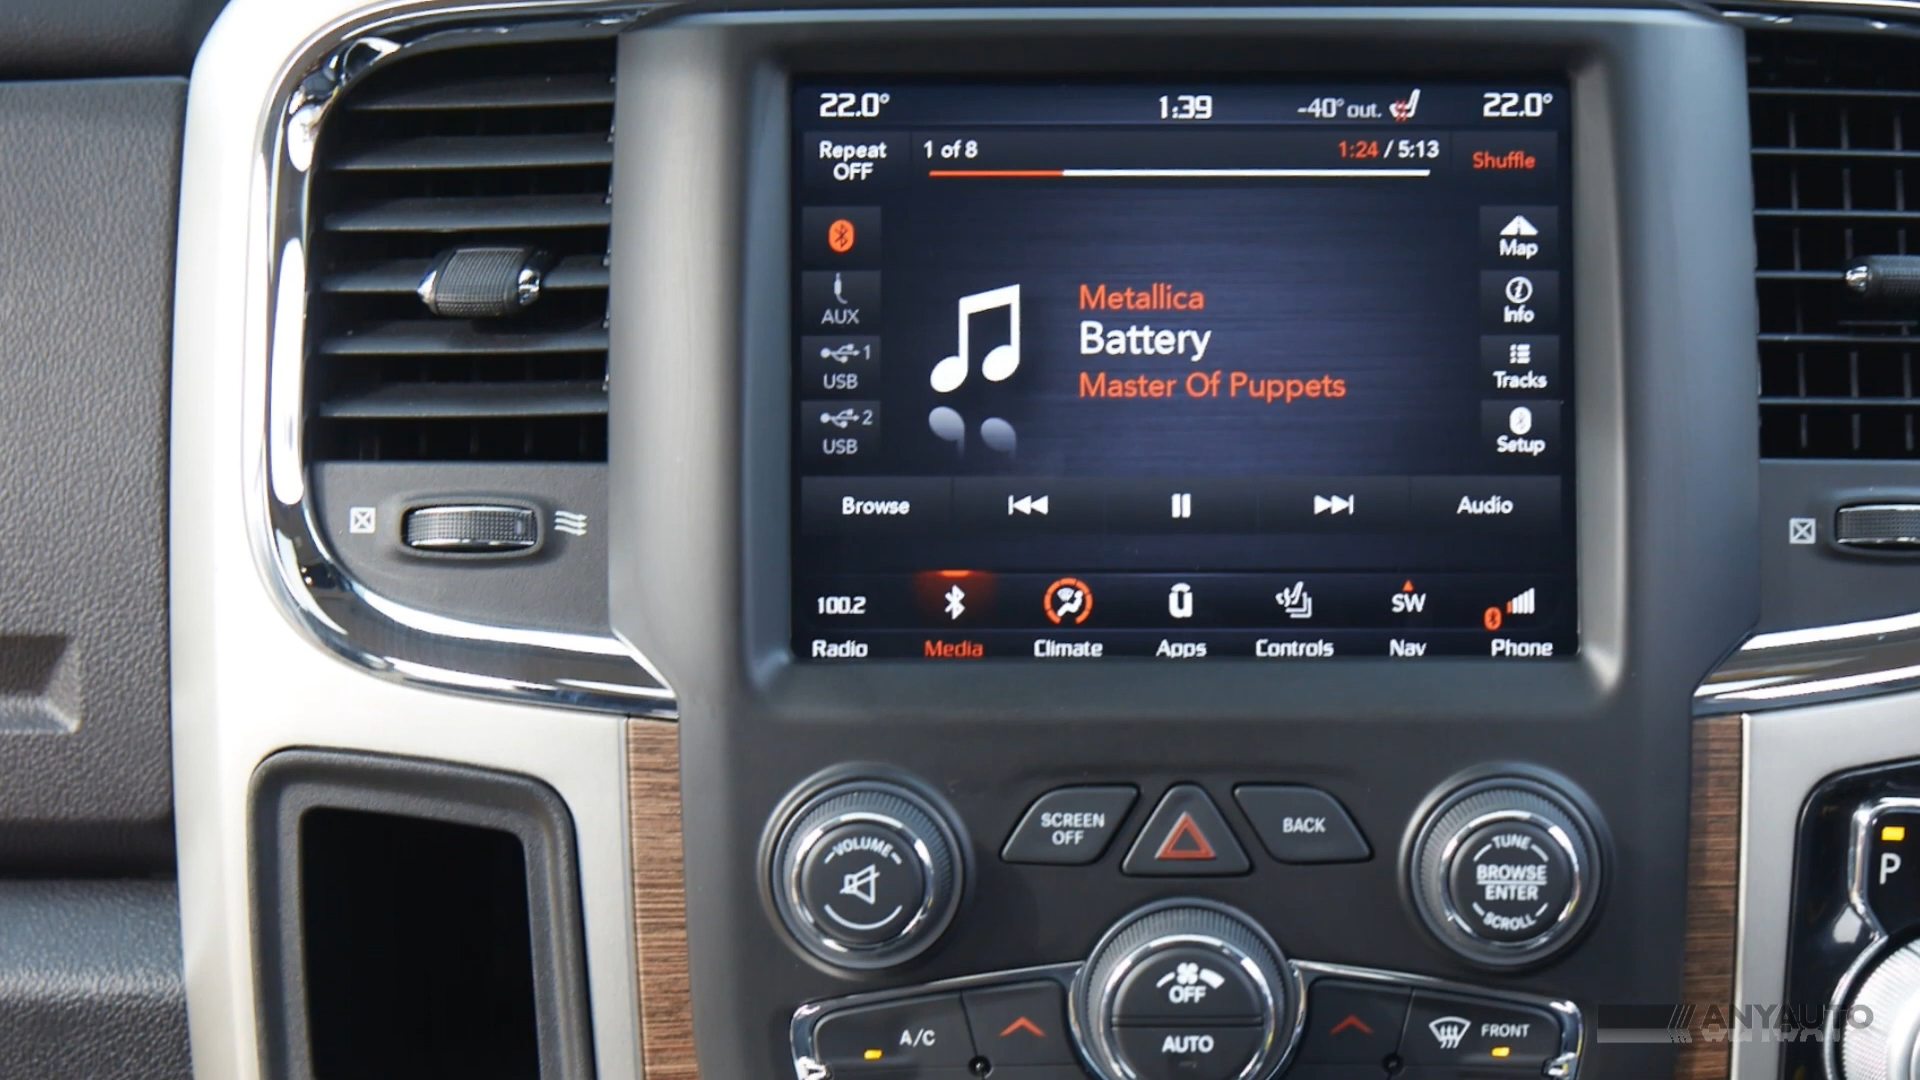 22.0°
1:39
-40° out.
22.0°
Repeat
OFF
1 of 8
1:24 / 5:13
Shuffle
AUX
1
USB
2
USB
Metallica
Battery
Master Of Puppets
Map
Info
Tracks
Setup
Browse
Audio
100.2
SW
Radio
Media
Climate
Apps
Controls
Nav
Phone
SCREEN
OFF
BACK
VOLUME
TUNE
BROWSE
ENTER
SCROLL
P
OFF
AUTO
A/C
FRONT
ANYAUTO